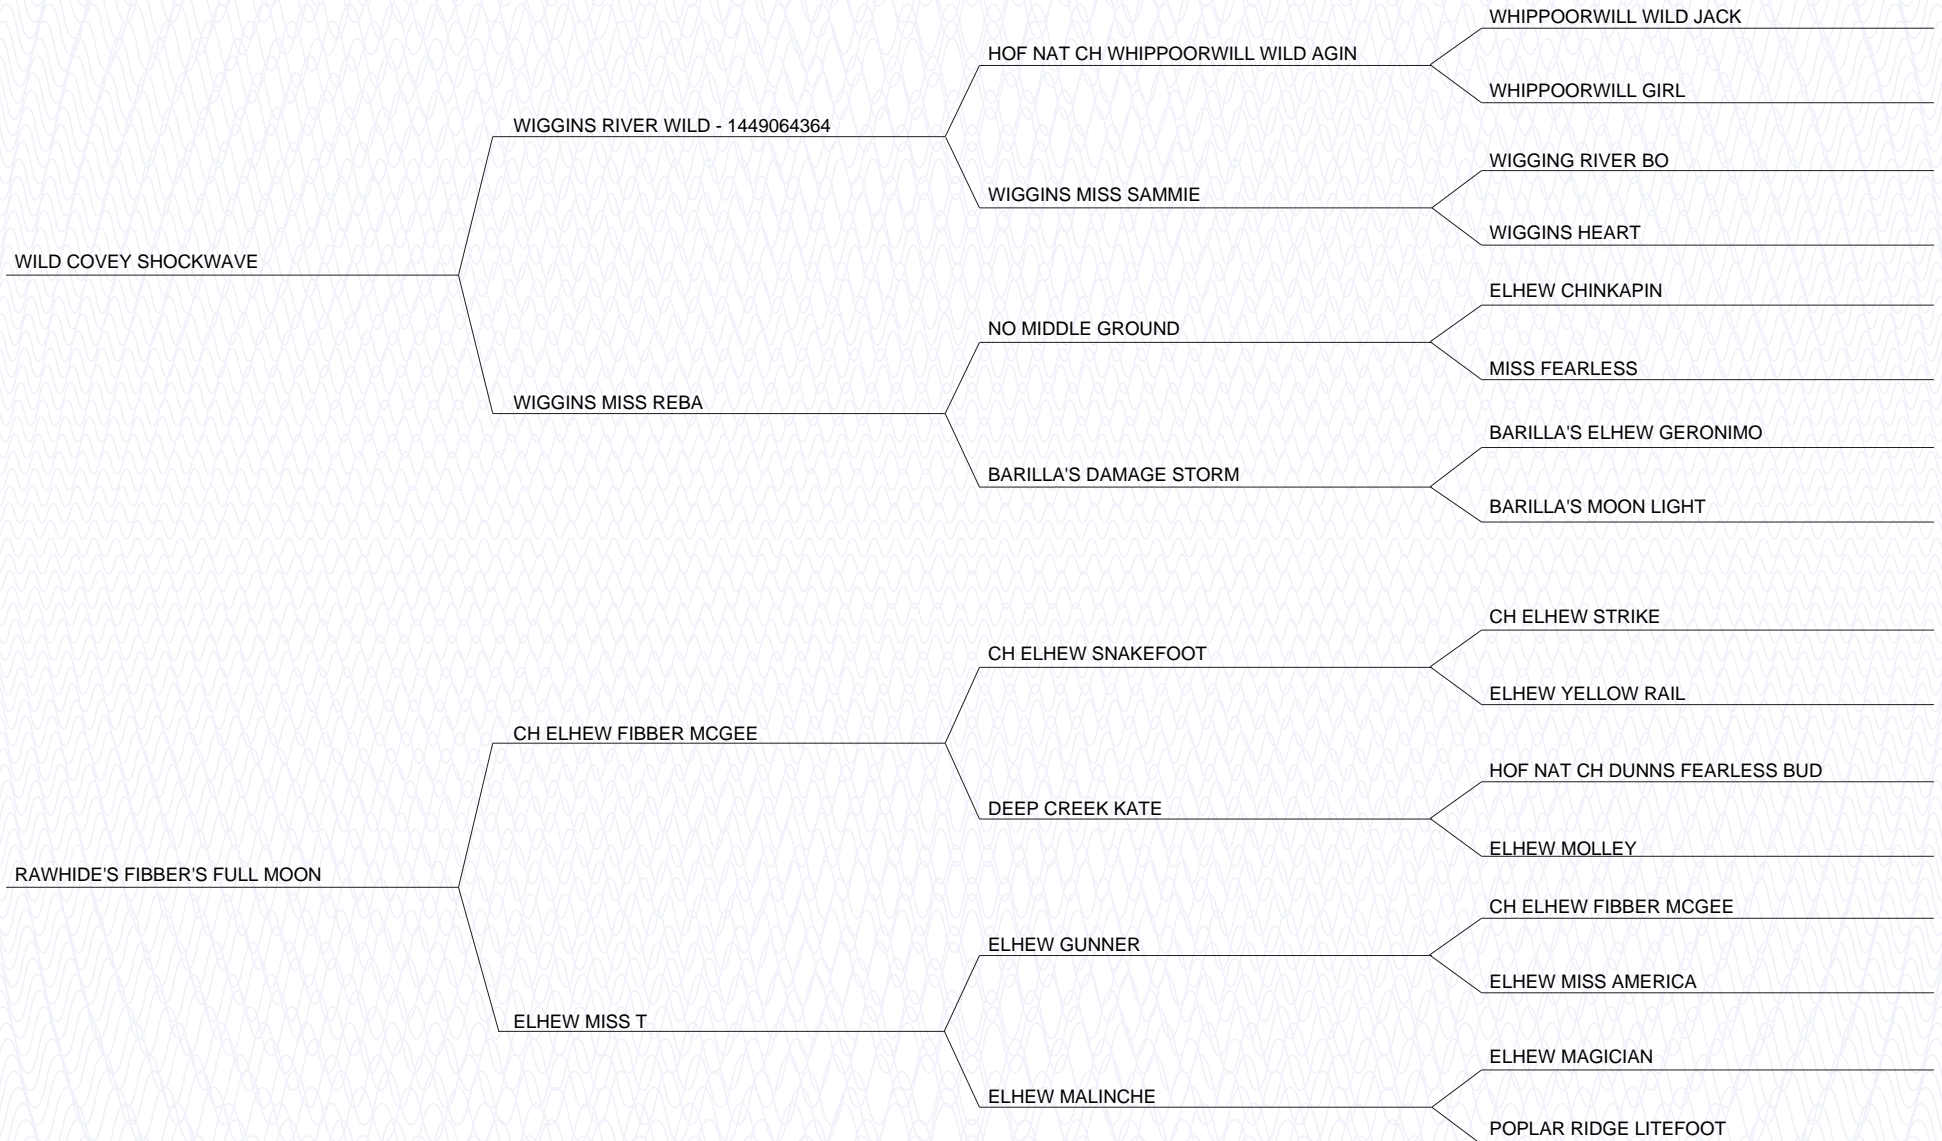 WHIPPOORWILL WILD JACK
HOF NAT CH WHIPPOORWILL WILD AGIN
WHIPPOORWILL GIRL
WIGGINS RIVER WILD - 1449064364
WIGGING RIVER BO
WIGGINS MISS SAMMIE
WIGGINS HEART
WILD COVEY SHOCKWAVE
ELHEW CHINKAPIN
NO MIDDLE GROUND
MISS FEARLESS
WIGGINS MISS REBA
BARILLA'S ELHEW GERONIMO
BARILLA'S DAMAGE STORM
BARILLA'S MOON LIGHT
CH ELHEW STRIKE
CH ELHEW SNAKEFOOT
ELHEW YELLOW RAIL
CH ELHEW FIBBER MCGEE
HOF NAT CH DUNNS FEARLESS BUD
DEEP CREEK KATE
ELHEW MOLLEY
RAWHIDE'S FIBBER'S FULL MOON
CH ELHEW FIBBER MCGEE
ELHEW GUNNER
ELHEW MISS AMERICA
ELHEW MISS T
ELHEW MAGICIAN
ELHEW MALINCHE
POPLAR RIDGE LITEFOOT